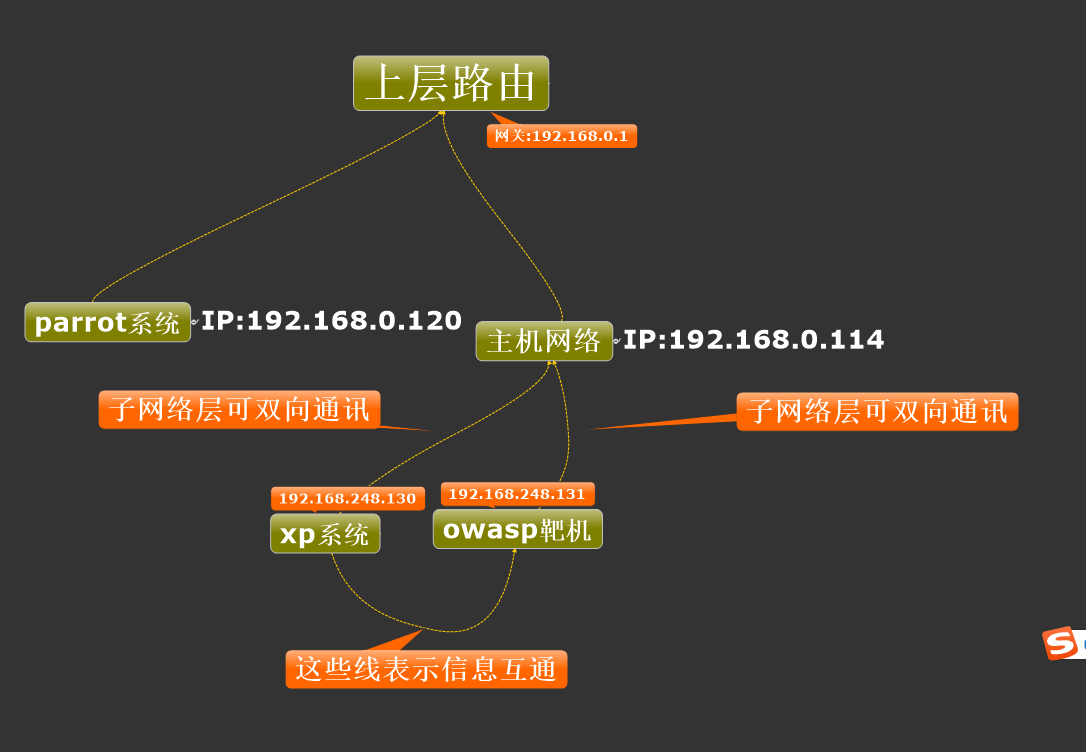 上层路由
网关:192.168.0.1
parrot系统
IP:192.168.0.120
主机网络
IP:192.168.0.114
子网络层可双向通讯
子网络层可双向通讯
192.168.248.130
192.168.248.131
xp系统
owasp靶机
这些线表示信息互通
S